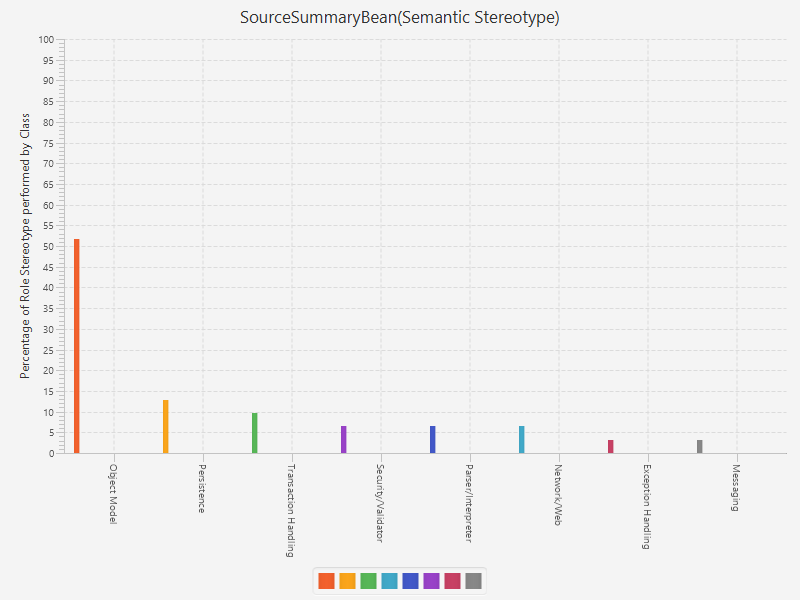 SourceSummaryBean(Semantic Stereotype)
Percentage of Role Stereotype performed by Class
100
95
90
85
80
75
70
65
60
55
50
45
40
35
30
25
20
15
10
5
0
Object Model
Persistence
Transaction Handling
Security/Validator
Parser/Interpreter
Network/Web
Exception Handling
Messaging